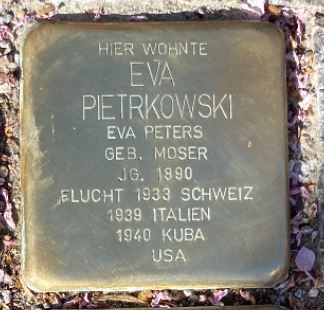 HIER WOHNTE
EVA
PIETRKOWSKI
EVA PETERS
GEB. MOSER
JG. 1890
FLUCHT 1933 SCHWEIZ
1939 ITALIEN
1940 KUBA
USA